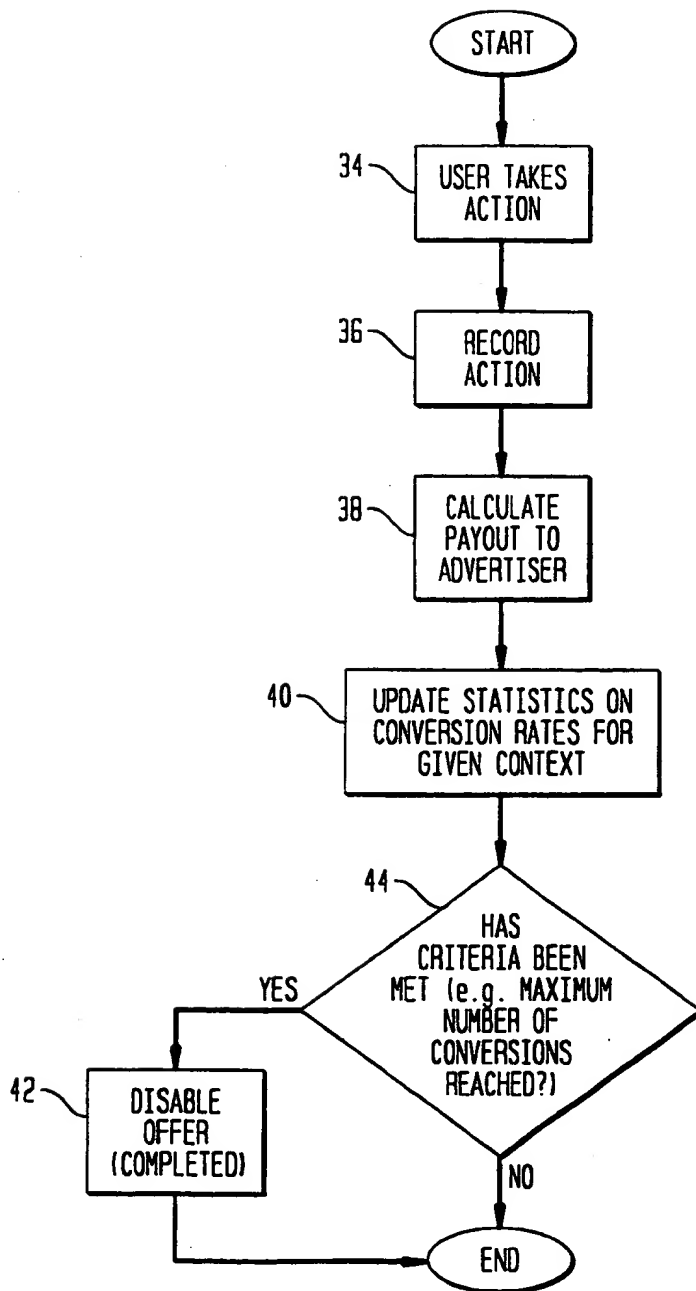 START
34
USER TAKES
ACTION
36
RECORD
ACTION
38
CALCULATE
PAYOUT TO
ADVERTISER
40
UPDATE STATISTICS ON
CONVERSION RATES FOR
GIVEN CONTEXT
44
HAS
CRITERIA BEEN
MET (e.g. MAXIMUM
NUMBER OF
CONVERSIONS
REACHED?)
YES
42
DISABLE
OFFER
(COMPLETED)
NO
END